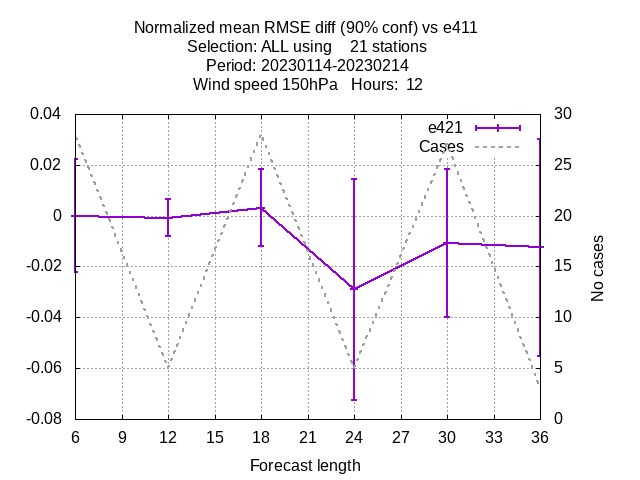 Normalized mean RMSE diff (90% conf) vs e411
Selection: ALL using    21 stations
Period: 20230114-20230214
Wind speed 150hPa   Hours:  12
0.04
0.02
0
-0.02
-0.04
-0.06
-0.08
30
25
20
15
10
5
0
e421
Cases
No cases
6 9 12 15 18 21 24 27 30 33 36
Forecast length